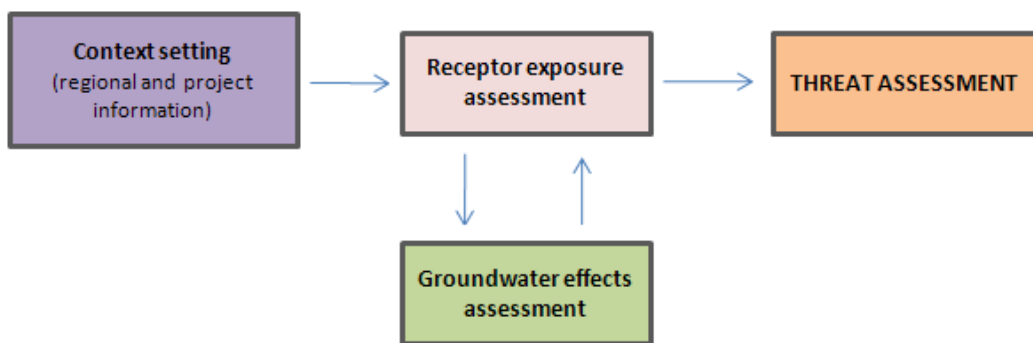 Context setting
(regional and project
information)
Receptor exposure
assessment
THREAT ASSESSMENT
Groundwater effects
assessment